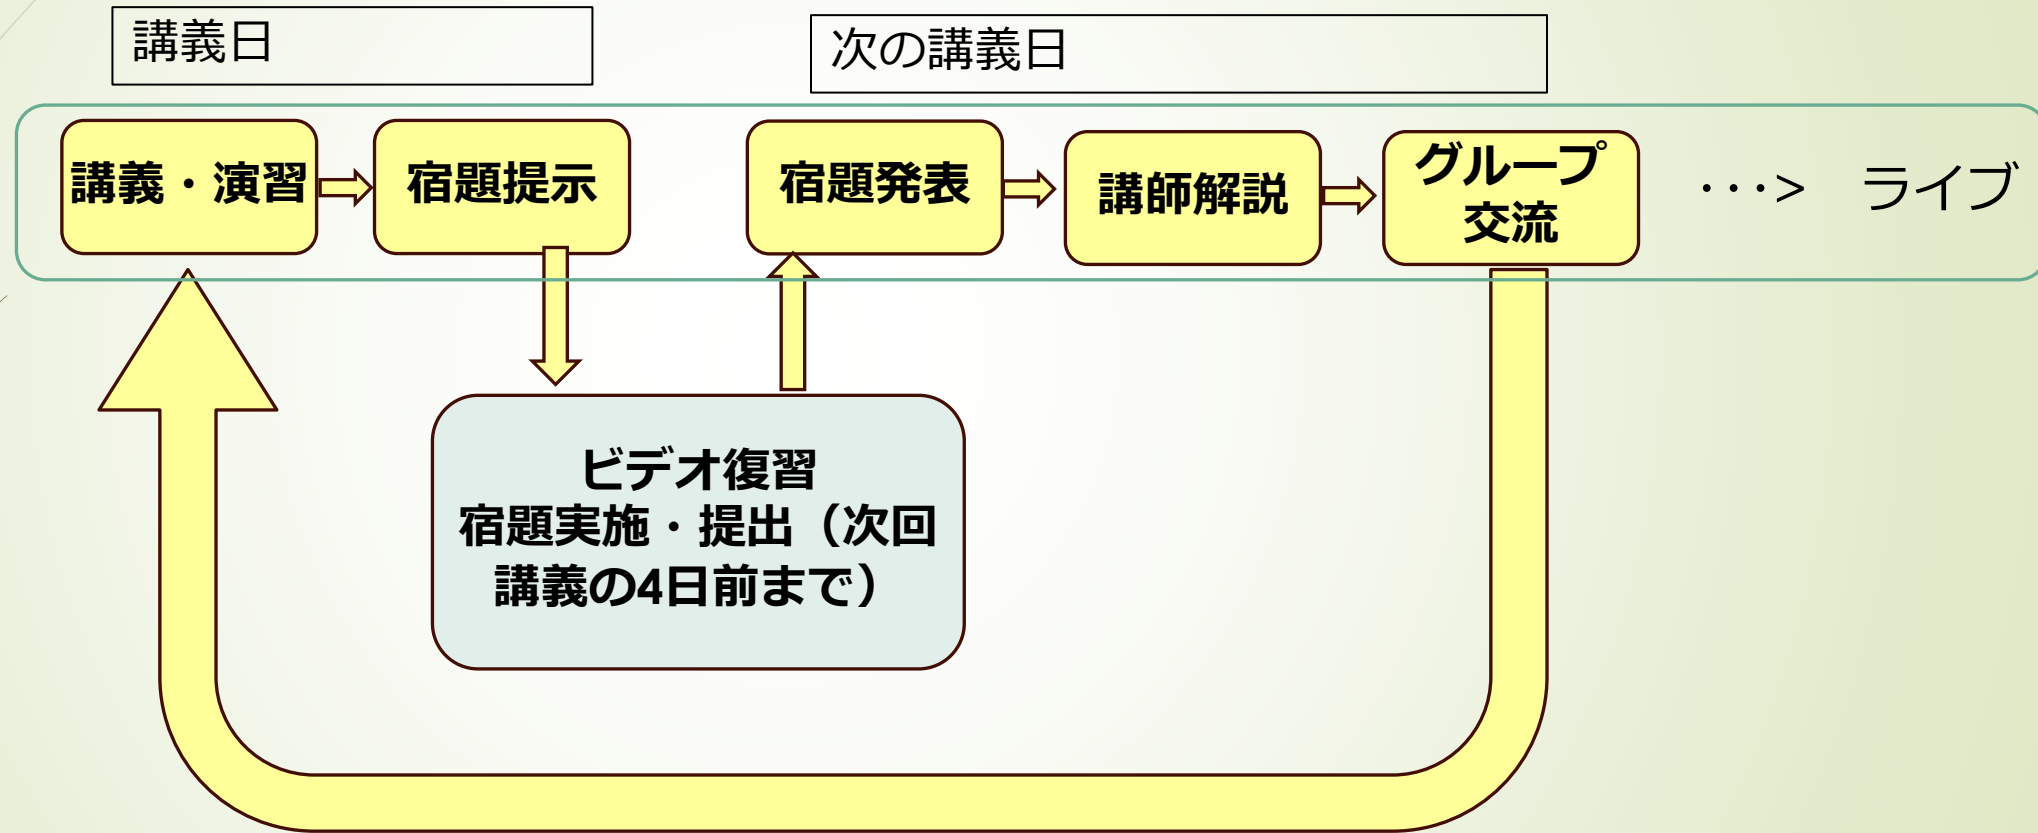 講義日
次の講義日
講義・演習
宿題提示
宿題発表
講師解説
グループ
交流
・・・>　ライブ
ビデオ復習
宿題実施・提出（次回
講義の4日前まで）